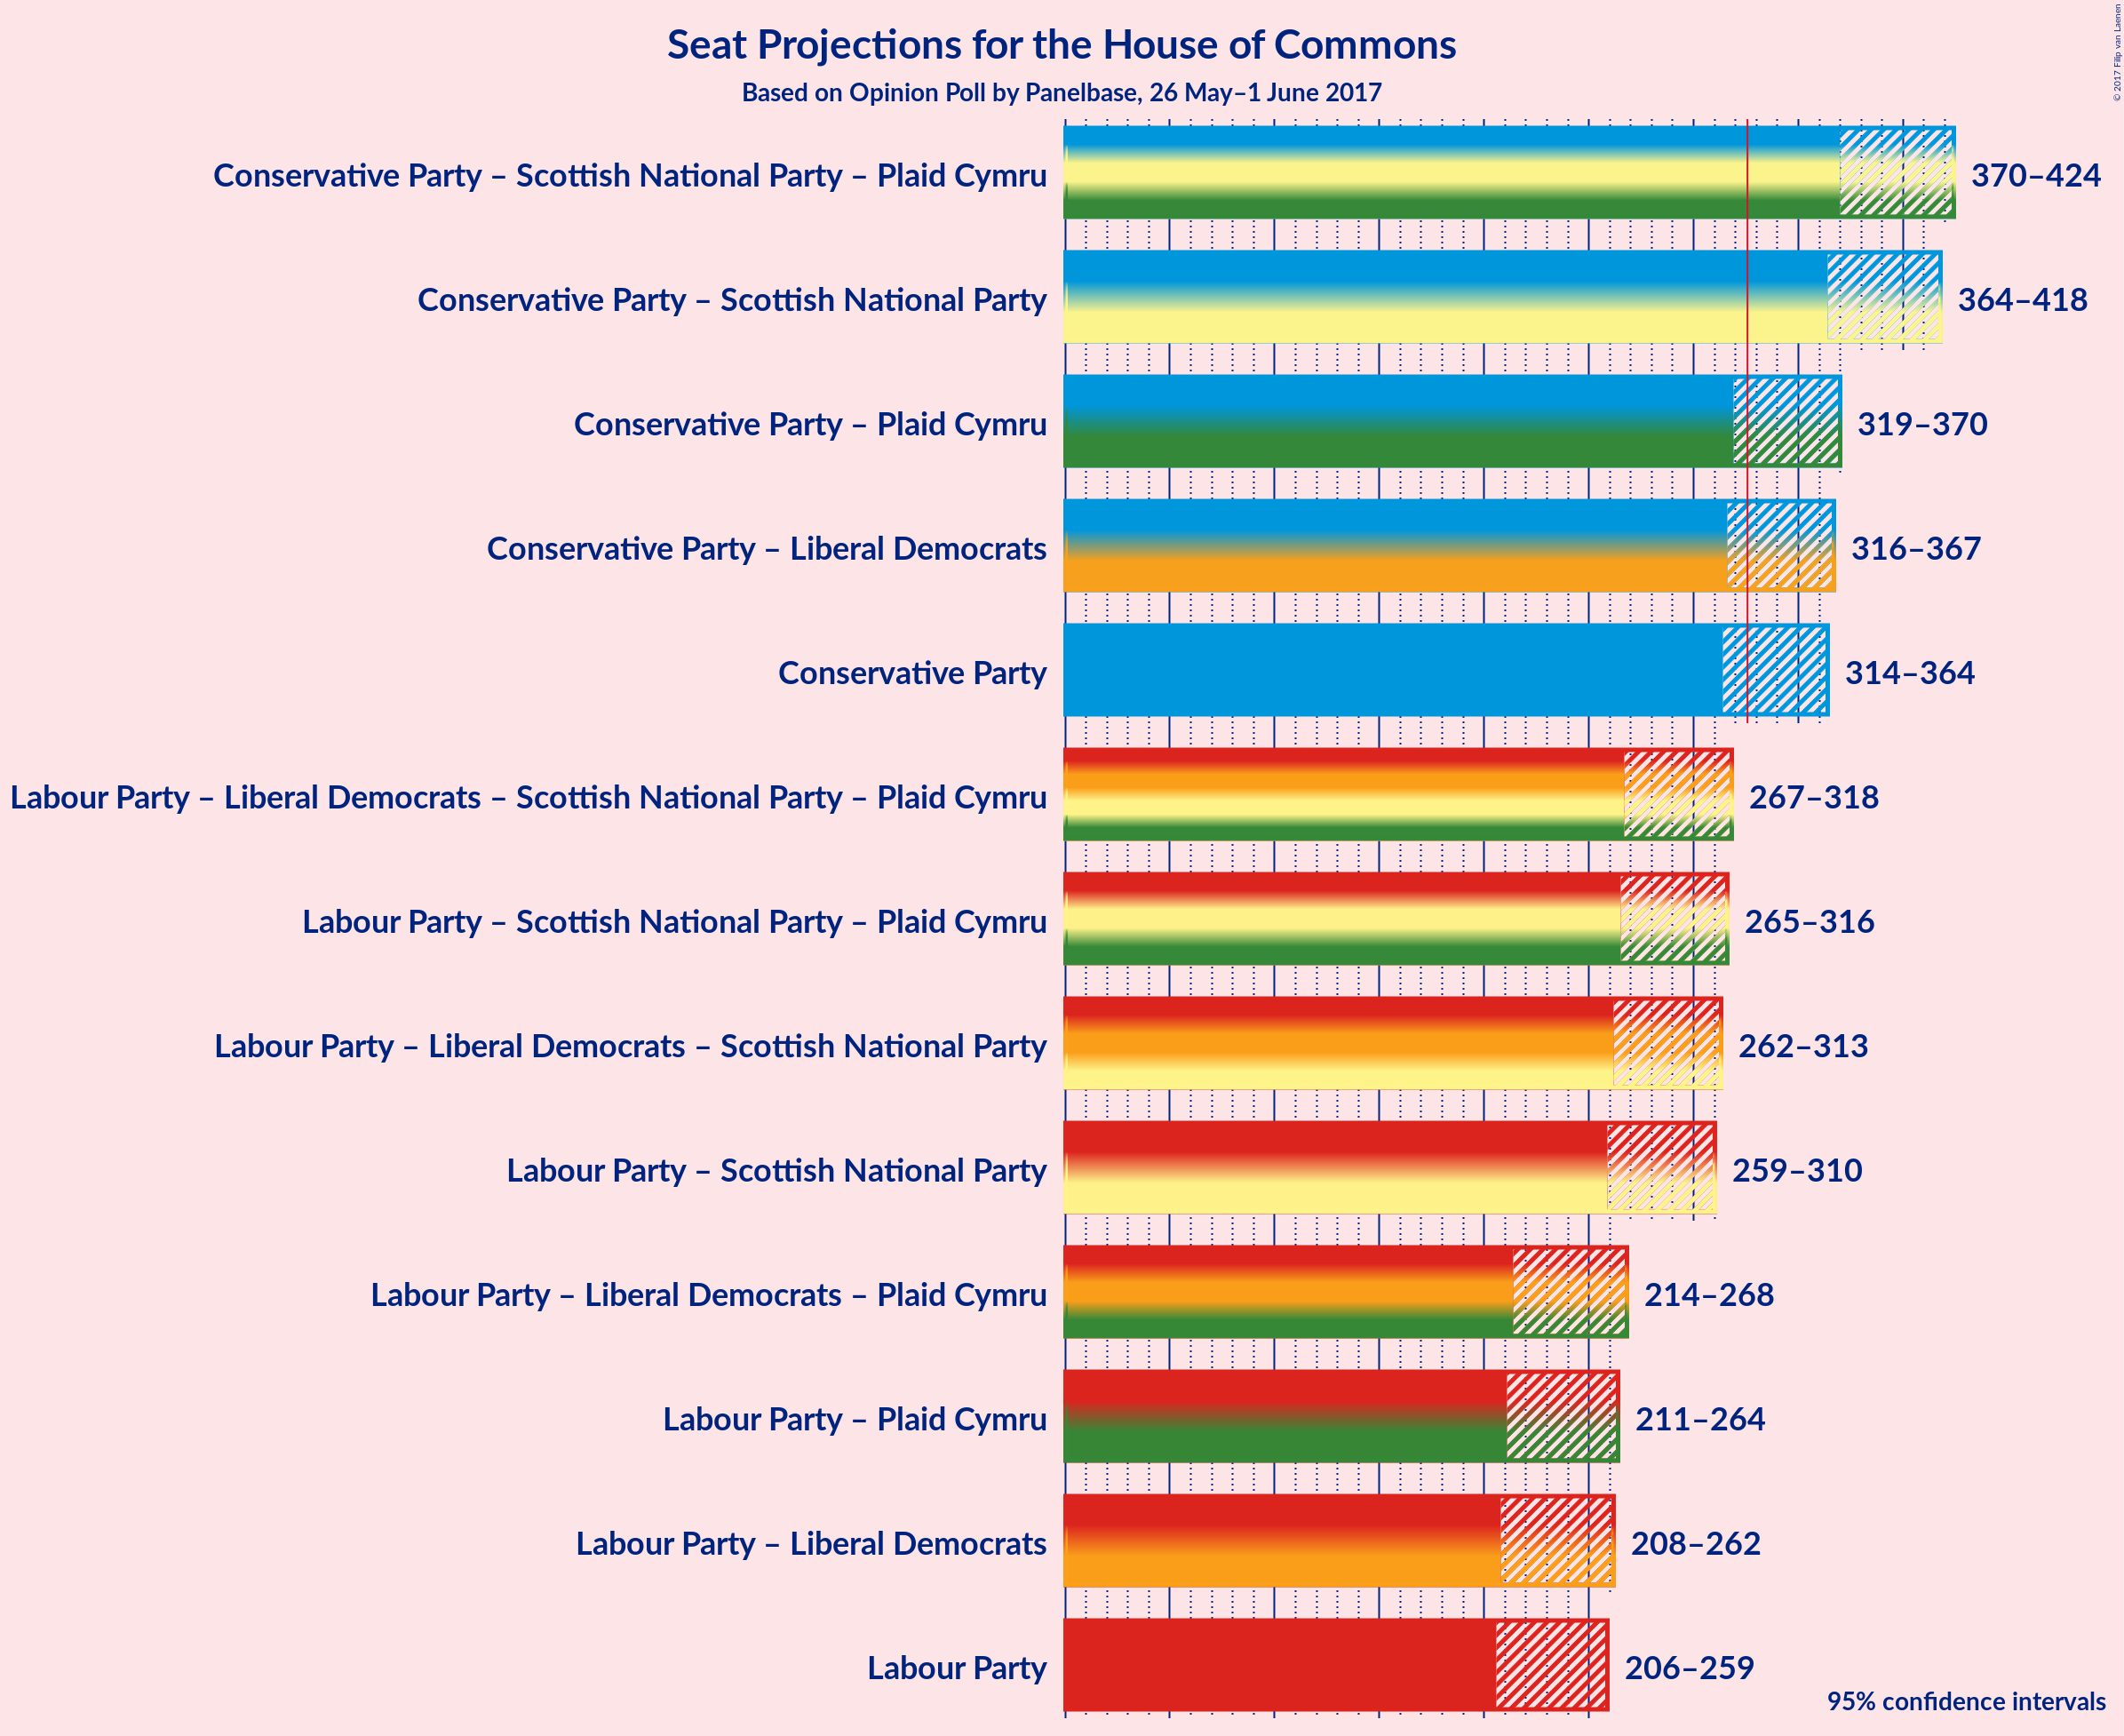 Seat Projections for the House of Commons
Based on Opinion Poll by Panelbase, 26 May–1 June 2017
© 2017 Filip van Laenen
Conservative Party – Scottish National Party – Plaid Cymru 370–424
Conservative Party – Scottish National Party 364–418
Conservative Party – Plaid Cymru 319–370
Conservative Party – Liberal Democrats 316–367
Conservative Party 314–364
Labour Party – Liberal Democrats – Scottish National Party – Plaid Cymru 267–318
Labour Party – Scottish National Party – Plaid Cymru 265–316
Labour Party – Liberal Democrats – Scottish National Party 262–313
Labour Party – Scottish National Party 259–310
Labour Party – Liberal Democrats – Plaid Cymru 214–268
Labour Party – Plaid Cymru 211–264
Labour Party – Liberal Democrats 208–262
Labour Party 206–259
95% confidence intervals